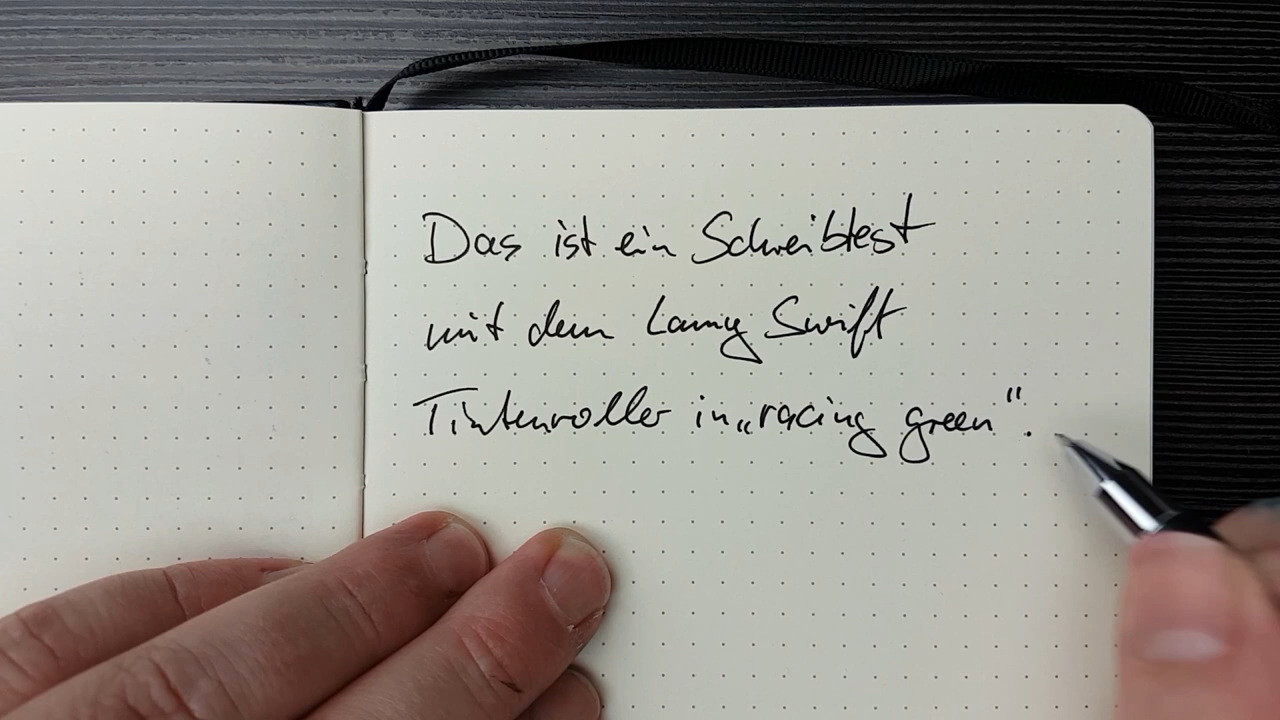 Das ist ein Schreibtest
mit dem Lamy Swift
Tintenroller in „racing green“.